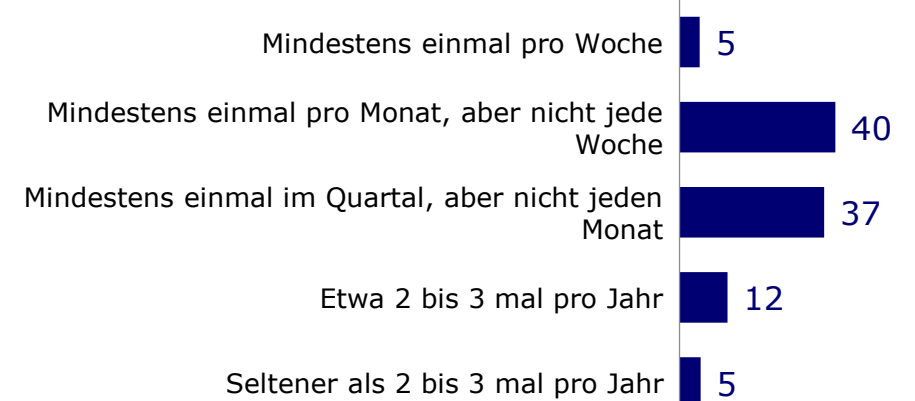 Mindestens einmal pro Woche 5
Mindestens einmal pro Monat, aber nicht jede
Woche 40
Mindestens einmal im Quartal, aber nicht jeden
Monat 37
Etwa 2 bis 3 mal pro Jahr 12
Seltener als 2 bis 3 mal pro Jahr 5